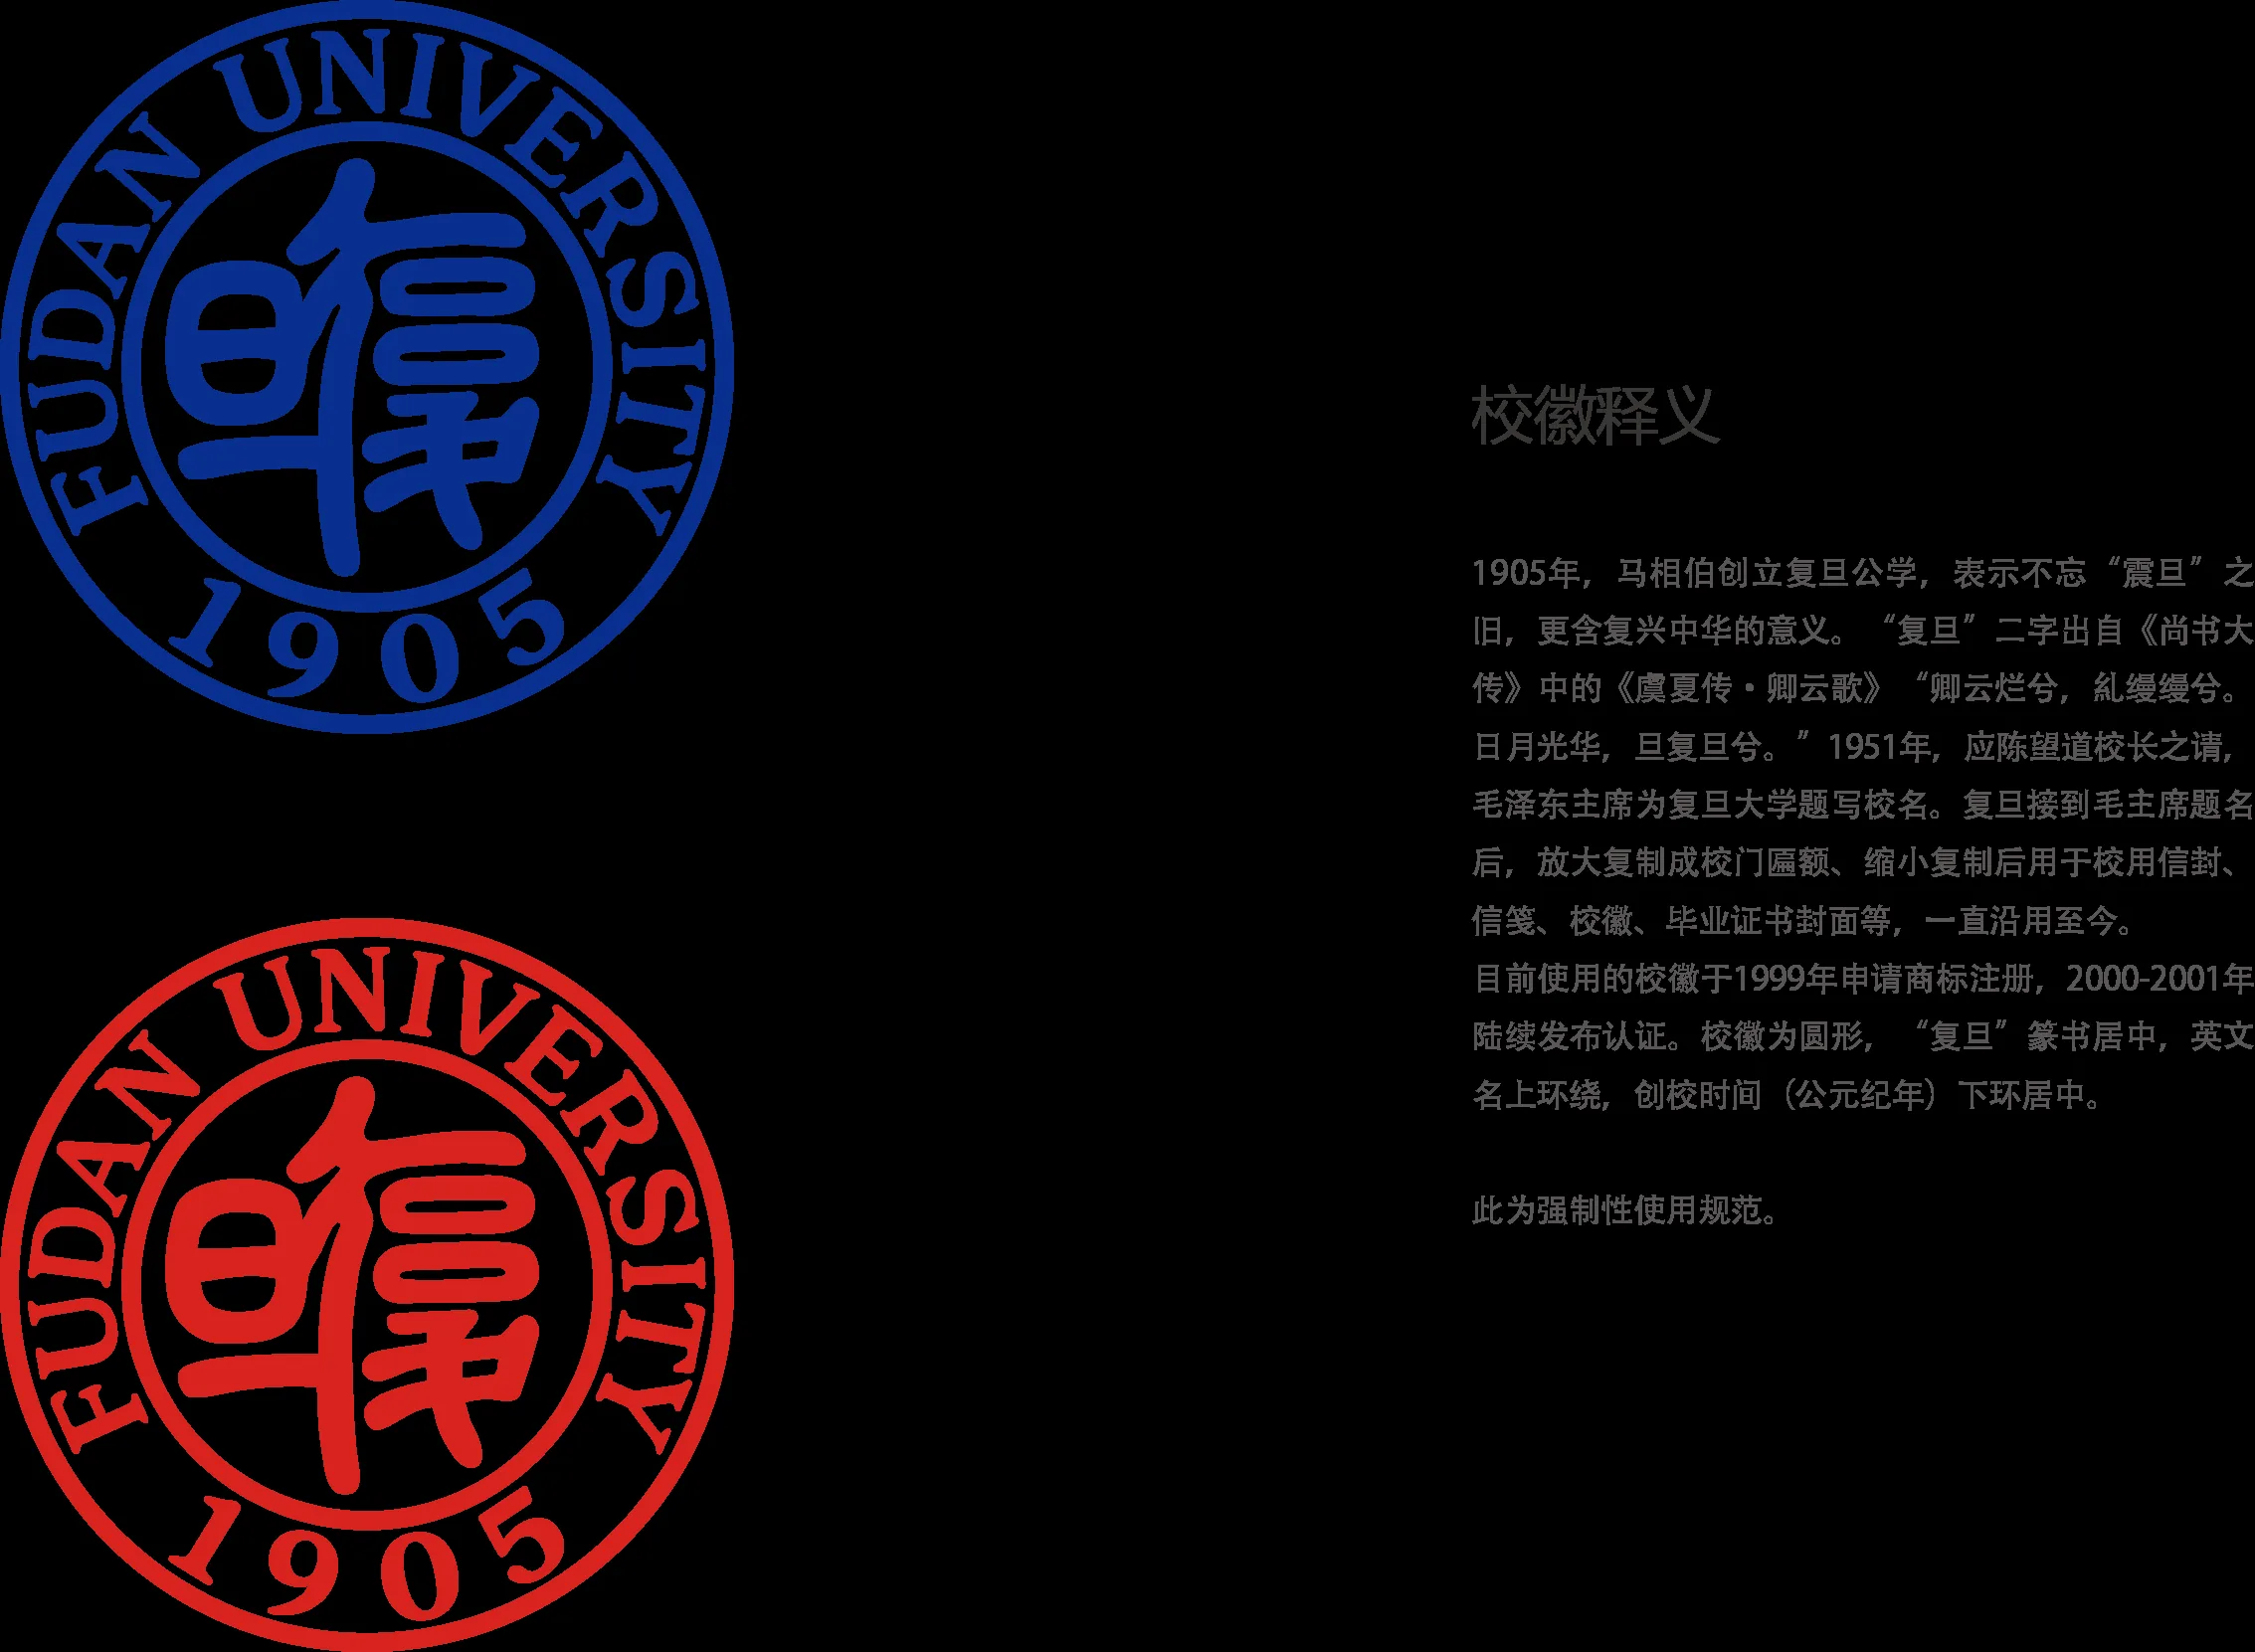 FUDAN UNIVERSITY
復旦
1905
FUDAN UNIVERSITY
復旦
1905
校徽释义
1905年，马相伯创立复旦公学，表示不忘“震旦”之
旧，更含复兴中华的意义。“复旦”二字出自《尚书大
传》中的《虞夏传·卿云歌》“卿云烂兮，糺缦缦兮。
日月光华，旦复旦兮。”1951年，应陈望道校长之请，
毛泽东主席为复旦大学题写校名。复旦接到毛主席题名
后，放大复制成校门匾额、缩小复制后用于校用信封、
信笺、校徽、毕业证书封面等，一直沿用至今。
目前使用的校徽于1999年申请商标注册，2000-2001年
陆续发布认证。校徽为圆形，“复旦”篆书居中，英文
名上环绕，创校时间（公元纪年）下环居中。
此为强制性使用规范。